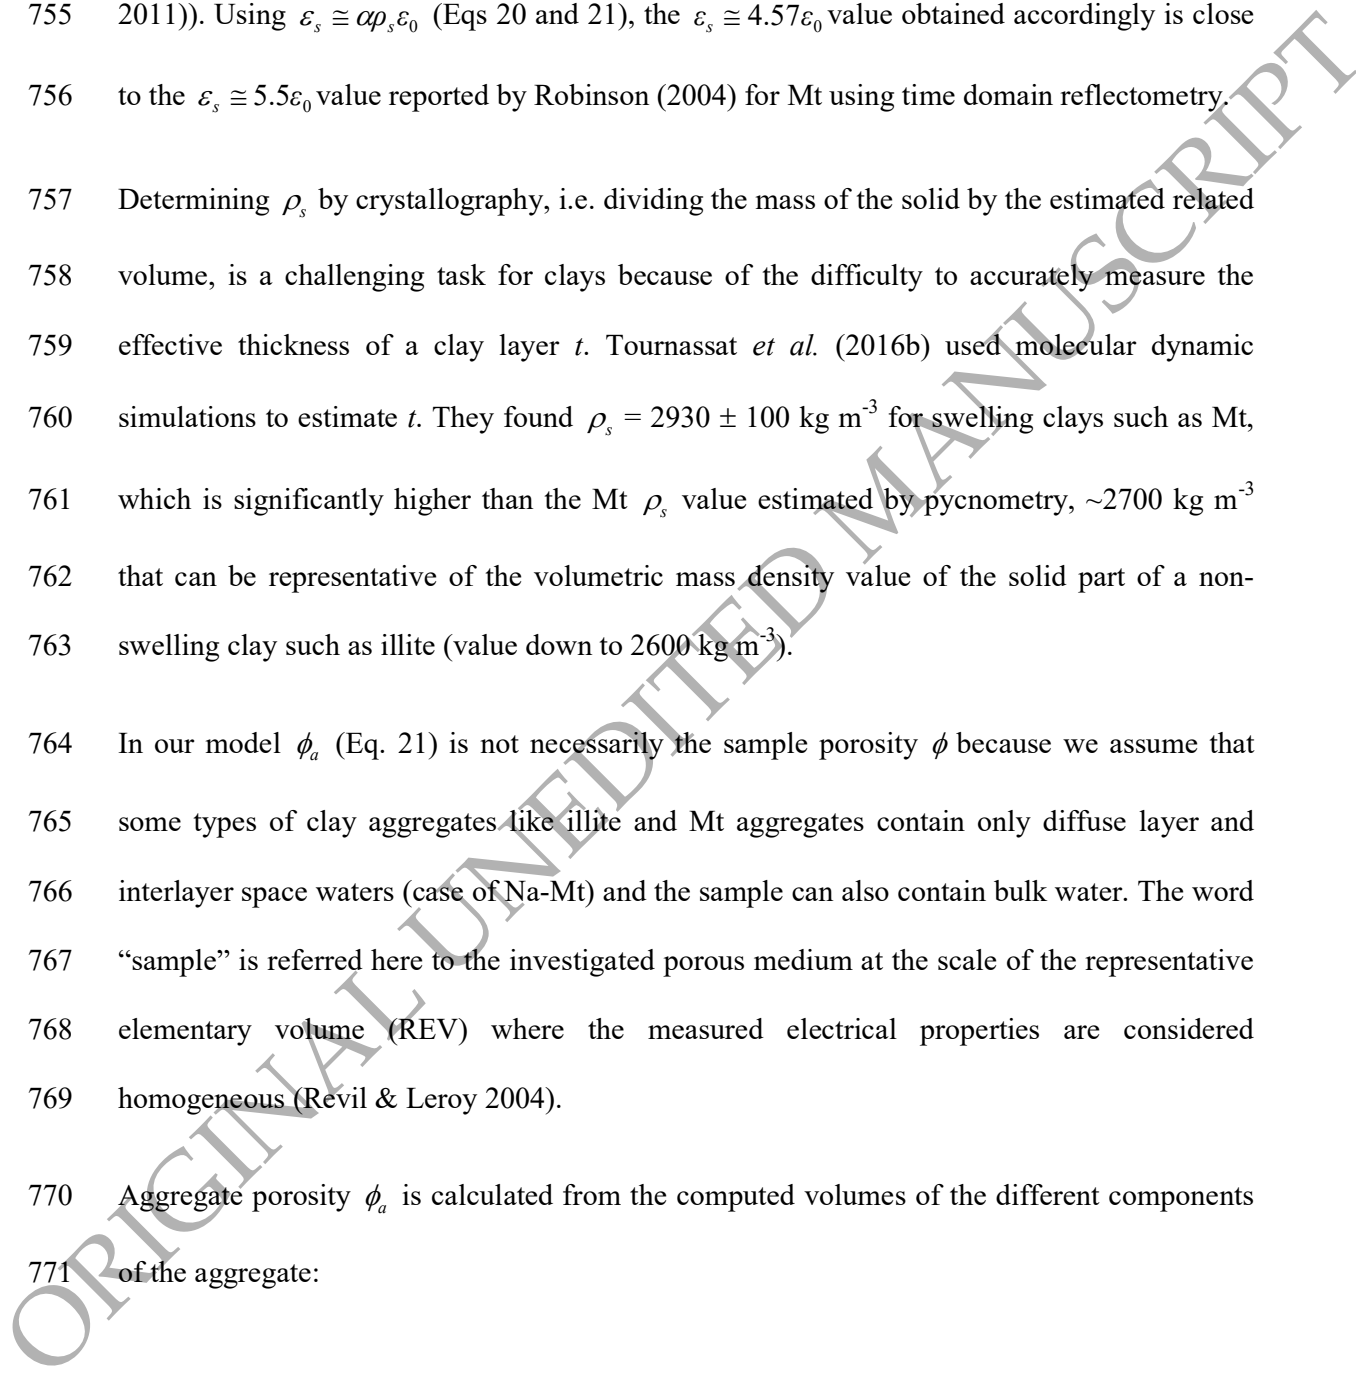 755 2011)). Using εₛ ≅ αρₛε₀ (Eqs 20 and 21), the εₛ ≅ 4.57ε₀ value obtained accordingly is close
756 to the εₛ ≅ 5.5ε₀ value reported by Robinson (2004) for Mt using time domain reflectometry.
757 Determining ρₛ by crystallography, i.e. dividing the mass of the solid by the estimated related
758 volume, is a challenging task for clays because of the difficulty to accurately measure the
759 effective thickness of a clay layer t. Tournassat et al. (2016b) used molecular dynamic
760 simulations to estimate t. They found ρₛ = 2930 ± 100 kg m⁻³ for swelling clays such as Mt,
761 which is significantly higher than the Mt ρₛ value estimated by pycnometry, ~2700 kg m⁻³
762 that can be representative of the volumetric mass density value of the solid part of a non-
763 swelling clay such as illite (value down to 2600 kg m⁻³).
764 In our model ϕₐ (Eq. 21) is not necessarily the sample porosity ϕ because we assume that
765 some types of clay aggregates like illite and Mt aggregates contain only diffuse layer and
766 interlayer space waters (case of Na-Mt) and the sample can also contain bulk water. The word
767 “sample” is referred here to the investigated porous medium at the scale of the representative
768 elementary volume (REV) where the measured electrical properties are considered
769 homogeneous (Revil & Leroy 2004).
770 Aggregate porosity ϕₐ is calculated from the computed volumes of the different components
771 of the aggregate:
ORIGINAL UNEDITED MANUSCRIPT